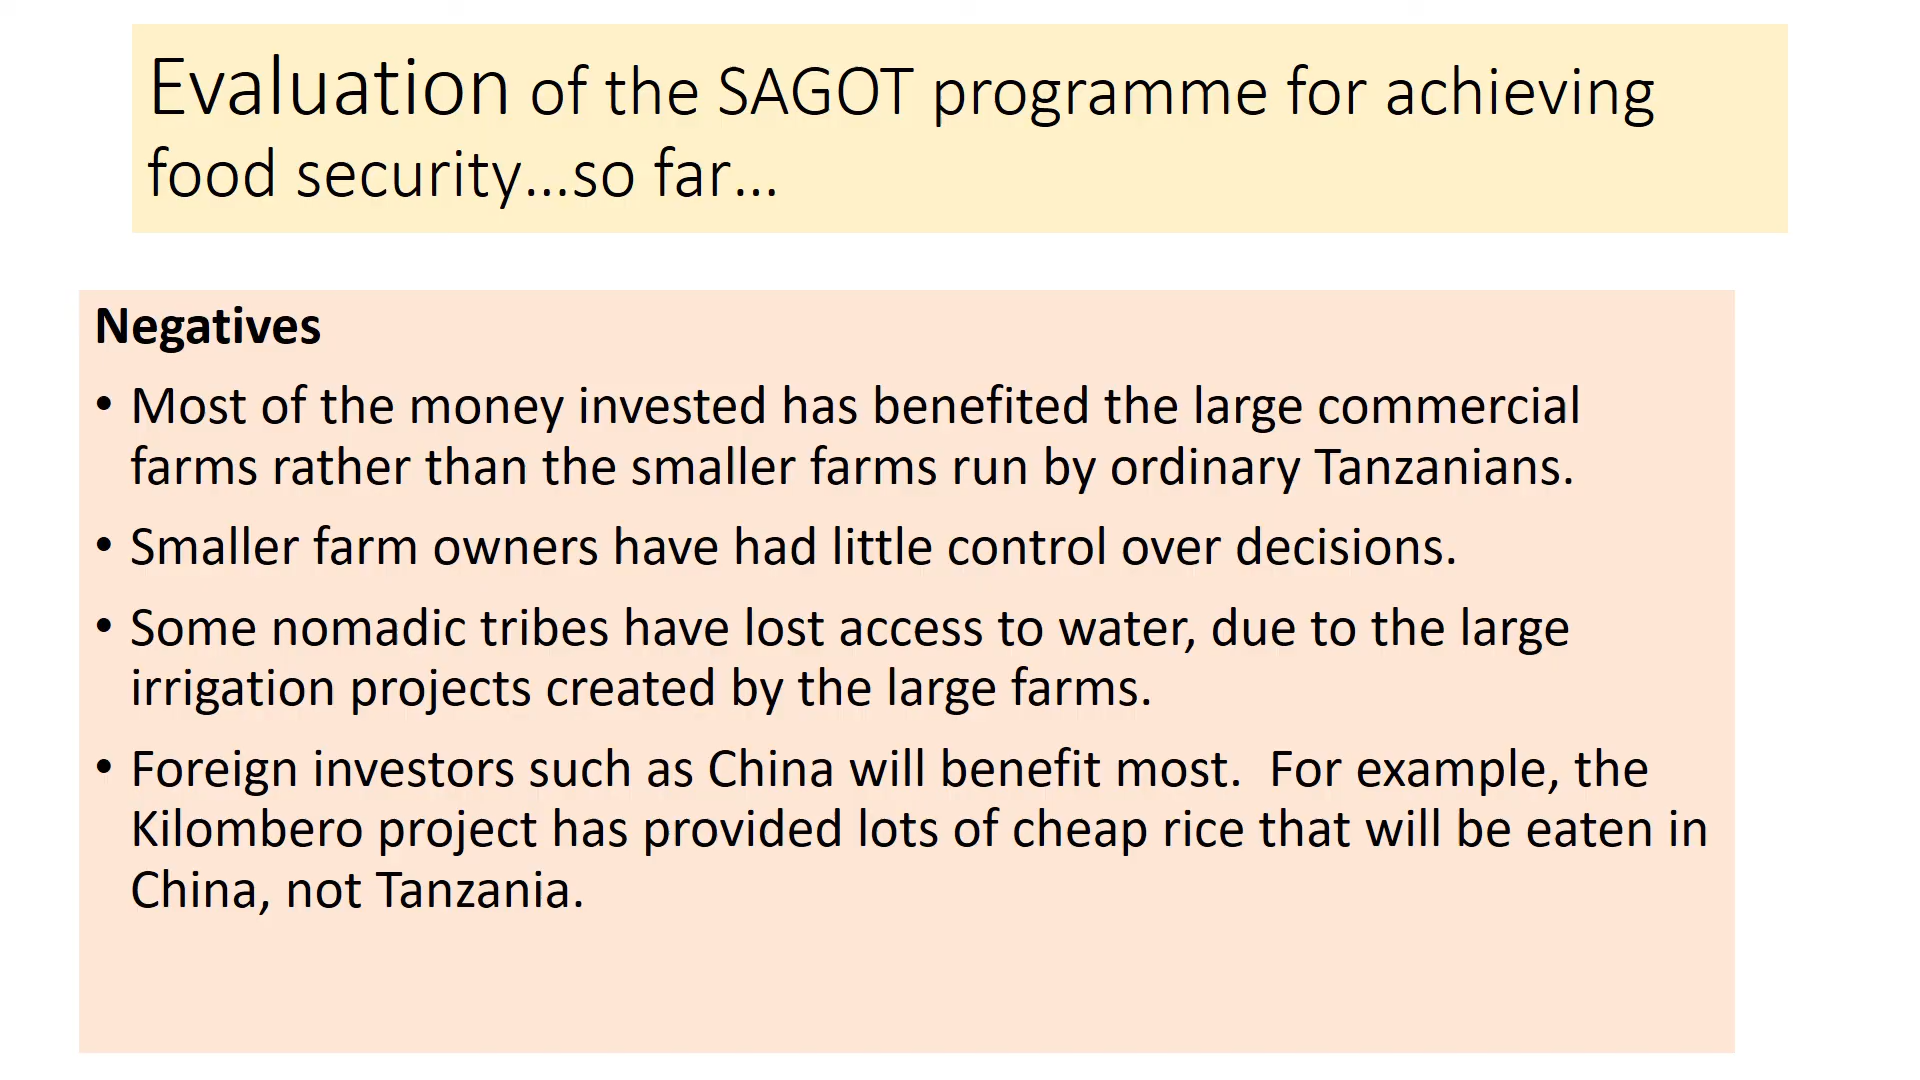 Evaluation of the SAGOT programme for achieving
food security...so far...
Negatives
• Most of the money invested has benefited the large commercial
farms rather than the smaller farms run by ordinary Tanzanians.
• Smaller farm owners have had little control over decisions.
• Some nomadic tribes have lost access to water, due to the large
irrigation projects created by the large farms.
• Foreign investors such as China will benefit most.  For example, the
Kilombero project has provided lots of cheap rice that will be eaten in
China, not Tanzania.